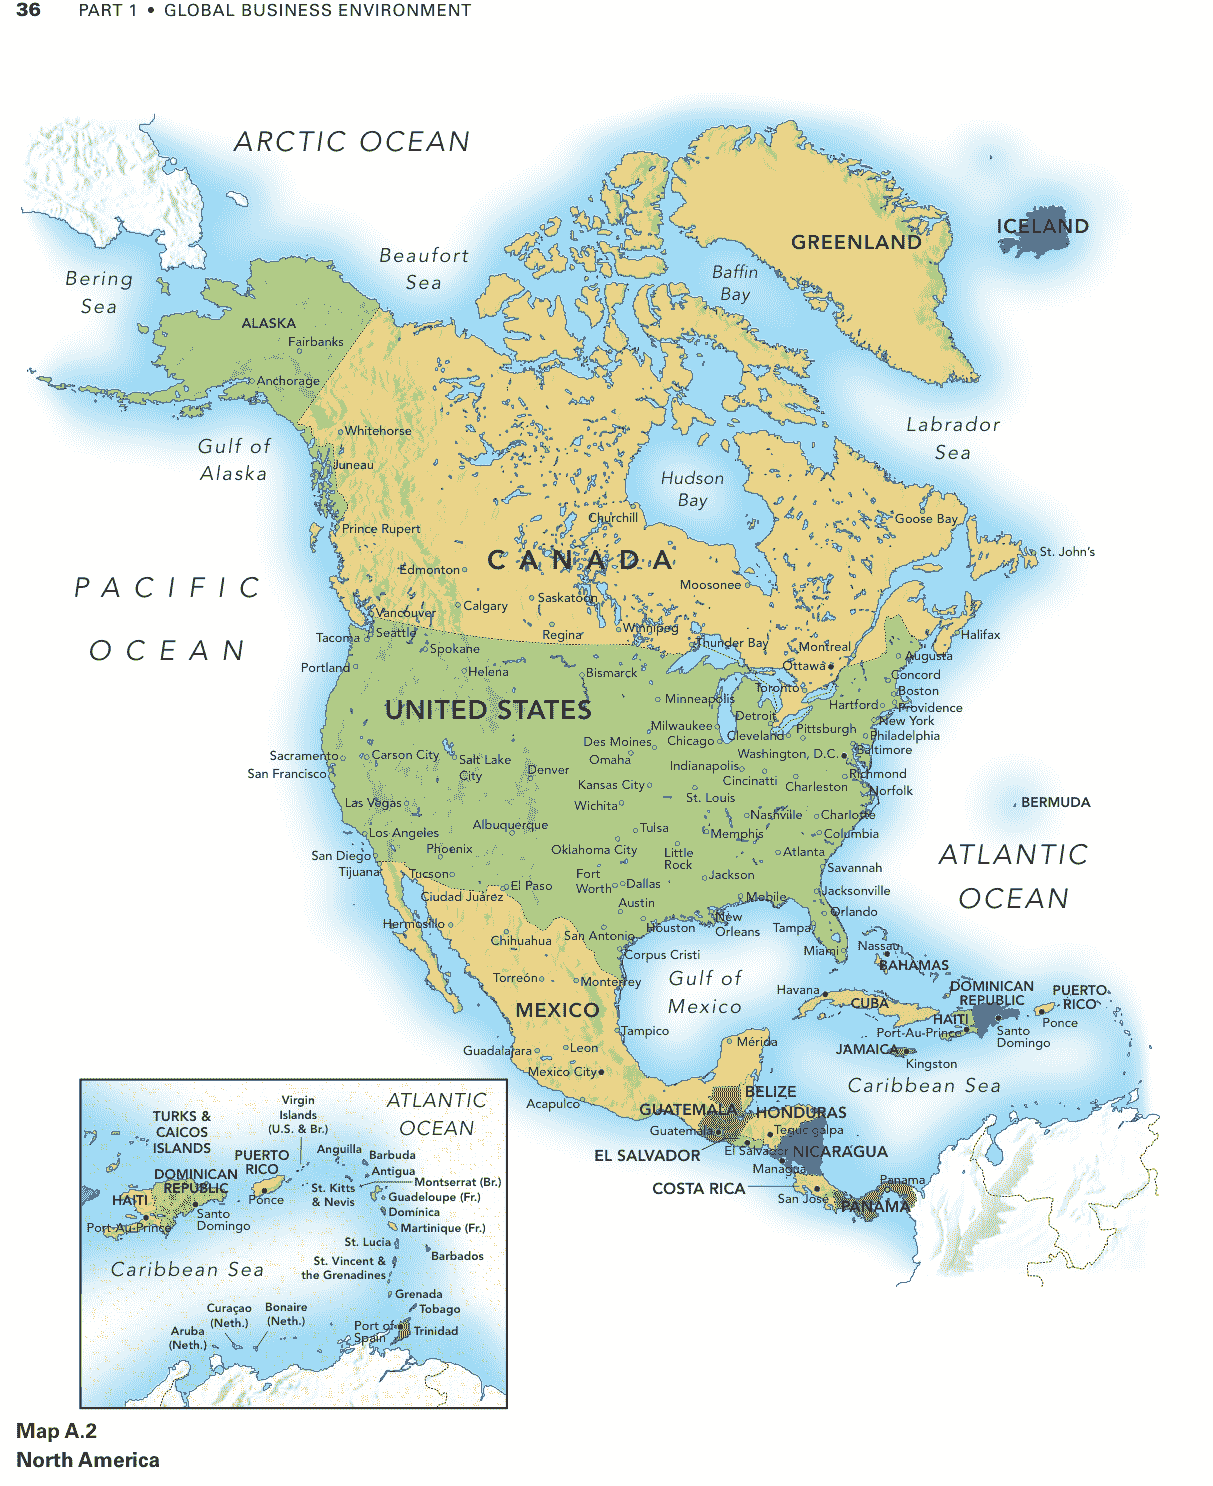 36 PART 1 • GLOBAL BUSINESS ENVIRONMENT
ARCTIC OCEAN
ICELAND
GREENLAND
Beaufort
Sea
Baffin
Bay
Bering
Sea
ALASKA
Fairbanks
Anchorage
Labrador
Sea
Whitehorse
Gulf of
Alaska
Juneau
Hudson
Bay
Prince Rupert
Churchill
Goose Bay
St. John's
CANADA
PACIFIC
OCEAN
Edmonton
Moosonee
Calgary
Saskatoon
Vancouver
Winnipeg
Regina
Seattle
Tacoma
Thunder Bay
Montreal
Halifax
Spokane
Augusta
Portland
Helena
Bismarck
Ottawa
Concord
Toronto
Boston
Minneapolis
Hartford
Providence
UNITED STATES
Detroit
New York
Milwaukee
Pittsburgh
Philadelphia
Des Moines
Chicago
Cleveland
Baltimore
Sacramento
Carson City
Salt Lake
City
Omaha
Washington, D.C.
Indianapolis
San Francisco
Denver
Richmond
Kansas City
Cincinatti
Charleston
Norfolk
St. Louis
Las Vegas
Wichita
BERMUDA
Nashville
Charlotte
Albuquerque
Tulsa
Memphis
Columbia
Los Angeles
Phoenix
Oklahoma City
Little
Rock
Atlanta
ATLANTIC
OCEAN
San Diego
Tijuana
Tucson
Fort
Worth
Dallas
Jackson
Savannah
El Paso
Jacksonville
Ciudad Juárez
Austin
Mobile
Orlando
Hermosillo
Houston
New
Orleans
Tampa
Chihuahua
San Antonio
Miami
Nassau
Corpus Cristi
BAHAMAS
Torreón
Monterrey
Gulf of
Mexico
Havana
CUBA
DOMINICAN
REPUBLIC
PUERTO
RICO
MEXICO
HAITI
Ponce
Tampico
Port-Au-Prince
Santo
Domingo
Mérida
JAMAICA
Kingston
Guadalajara
Leon
Mexico City
Caribbean Sea
BELIZE
Acapulco
GUATEMALA
HONDURAS
Guatemala
Tegucigalpa
EL SALVADOR
El Salvador
NICARAGUA
Managua
COSTA RICA
San José
Panama
PANAMA
Virgin
Islands
(U.S. & Br.)
ATLANTIC
OCEAN
TURKS &
CAICOS
ISLANDS
PUERTO
RICO
Anguilla
Barbuda
DOMINICAN
REPUBLIC
Antigua
Montserrat (Br.)
St. Kitts
& Nevis
HAITI
Ponce
Guadeloupe (Fr.)
Dominica
Port-Au-Prince
Santo
Domingo
Martinique (Fr.)
St. Lucia
Barbados
St. Vincent &
the Grenadines
Caribbean Sea
Grenada
Tobago
Curaçao
(Neth.)
Bonaire
(Neth.)
Aruba
(Neth.)
Port of
Spain
Trinidad
Map A.2
North America